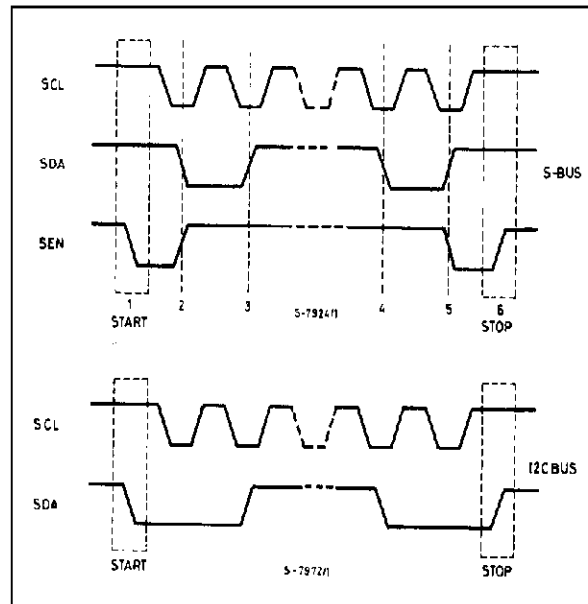 SCL
SDA
S-BUS
SEN
1 2 3 4 5 6
START S-7924/1 STOP
SCL
I2C BUS
SDA
START S-7972/1 STOP